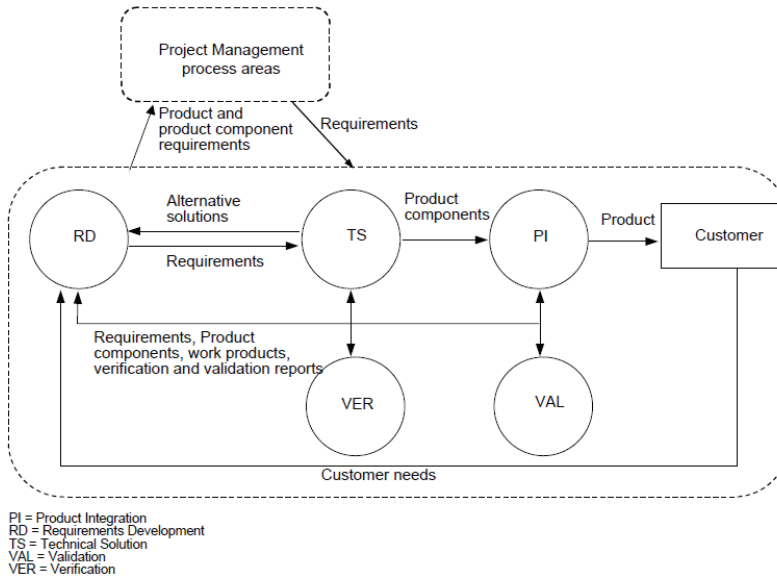 Project Management
process areas
Product and
product component
requirements
Requirements
Alternative
solutions
Product
components
RD
TS
PI
Product
Customer
Requirements
Requirements, Product
components, work products,
verification and validation reports
VER
VAL
Customer needs
PI = Product Integration
RD = Requirements Development
TS = Technical Solution
VAL = Validation
VER = Verification